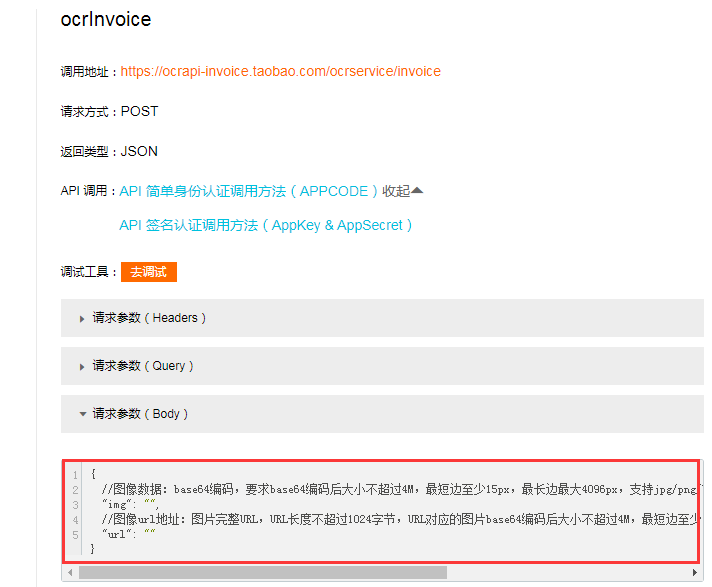 ocrInvoice
调用地址：https://ocrapi-invoice.taobao.com/ocrservice/invoice
请求方式：POST
返回类型：JSON
API 调用：API 简单身份认证调用方法（APPCODE）收起
API 签名认证调用方法（AppKey & AppSecret）
调试工具：去调试
请求参数（Headers）
请求参数（Query）
请求参数（Body）
1 {
2 //图像数据：base64编码，要求base64编码后大小不超过4M，最短边至少15px，最长边最大4096px，支持jpg/png/
3 "img": "",
4 //图像url地址：图片完整URL，URL长度不超过1024字节，URL对应的图片base64编码后大小不超过4M，最短边至少
5 "url": ""
}